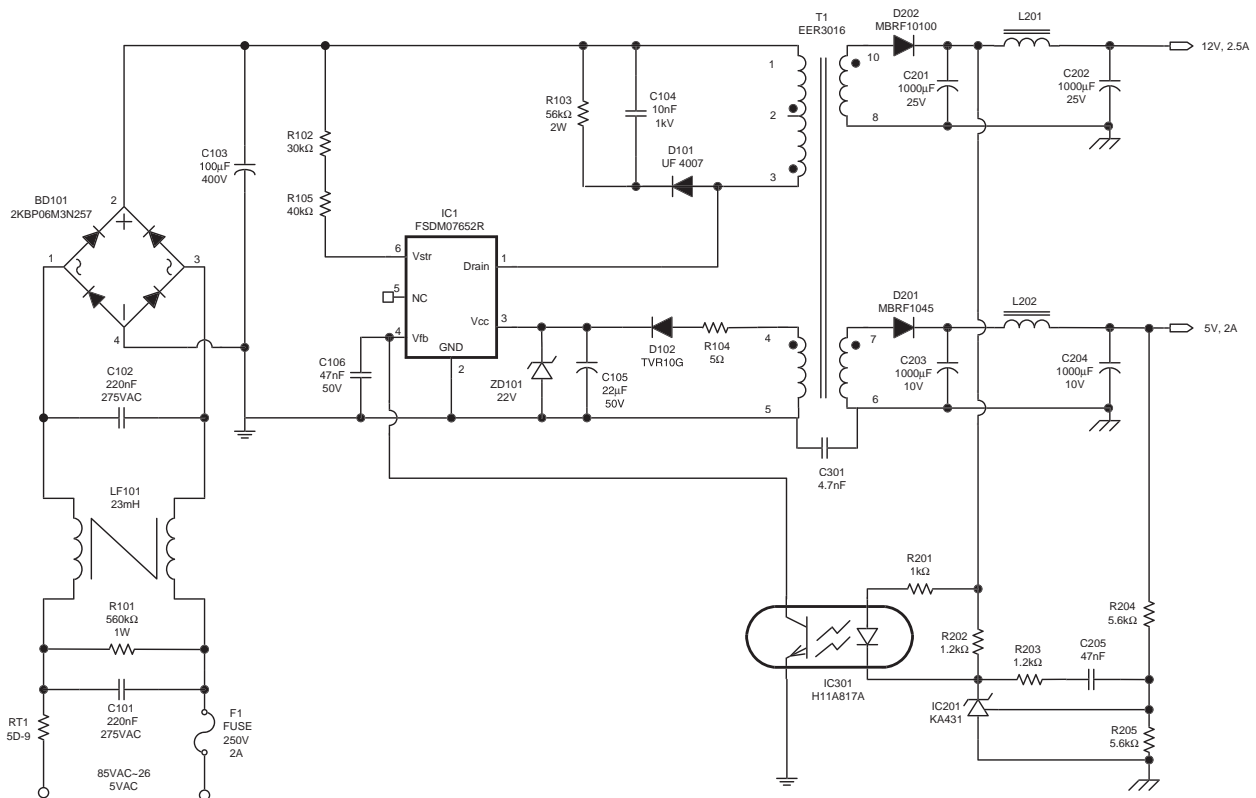 T1
EER3016
D202
MBRF10100
L201
12V, 2.5A
1
10
C201
1000μF
25V
C202
1000μF
25V
R103
56kΩ
2W
C104
10nF
1kV
2
8
R102
30kΩ
D101
UF 4007
3
C103
100μF
400V
R105
40kΩ
BD101
2KBP06M3N257
2
1
3
4
IC1
FSDM07652R
6
Vstr
Drain
1
5
NC
Vcc
3
4
Vfb
GND
2
D201
MBRF1045
L202
5V, 2A
4
7
D102
TVR10G
R104
5Ω
C106
47nF
50V
ZD101
22V
C105
22μF
50V
C203
1000μF
10V
C204
1000μF
10V
5
6
C102
220nF
275VAC
C301
4.7nF
LF101
23mH
R101
560kΩ
1W
C101
220nF
275VAC
RT1
5D-9
F1
FUSE
250V
2A
85VAC~26
5VAC
R201
1kΩ
R202
1.2kΩ
R203
1.2kΩ
C205
47nF
R204
5.6kΩ
IC301
H11A817A
IC201
KA431
R205
5.6kΩ